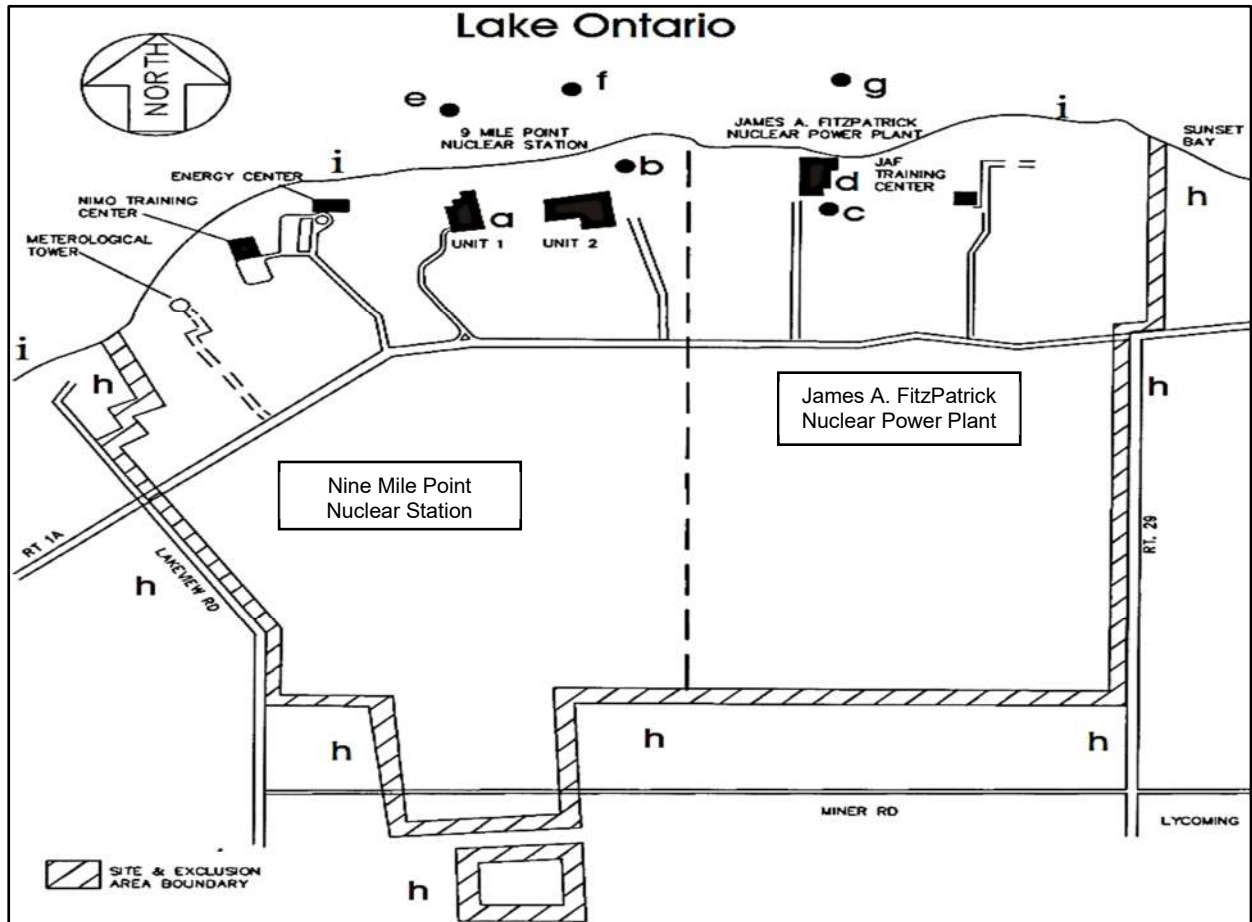 Lake Ontario
NORTH
e
f
g
9 MILE POINT
NUCLEAR STATION
JAMES A. FITZPATRICK
NUCLEAR POWER PLANT
i
SUNSET
BAY
i
b
ENERGY CENTER
d
JAF
TRAINING
CENTER
h
NIMO TRAINING
CENTER
a
c
METEROLOGICAL
TOWER
UNIT 1
UNIT 2
i
h
h
James A. FitzPatrick
Nuclear Power Plant
Nine Mile Point
Nuclear Station
RT 1A
LAKEVIEW RD
RT. 29
h
h
h
h
MINER RD
LYCOMING
SITE & EXCLUSION
AREA BOUNDARY
h